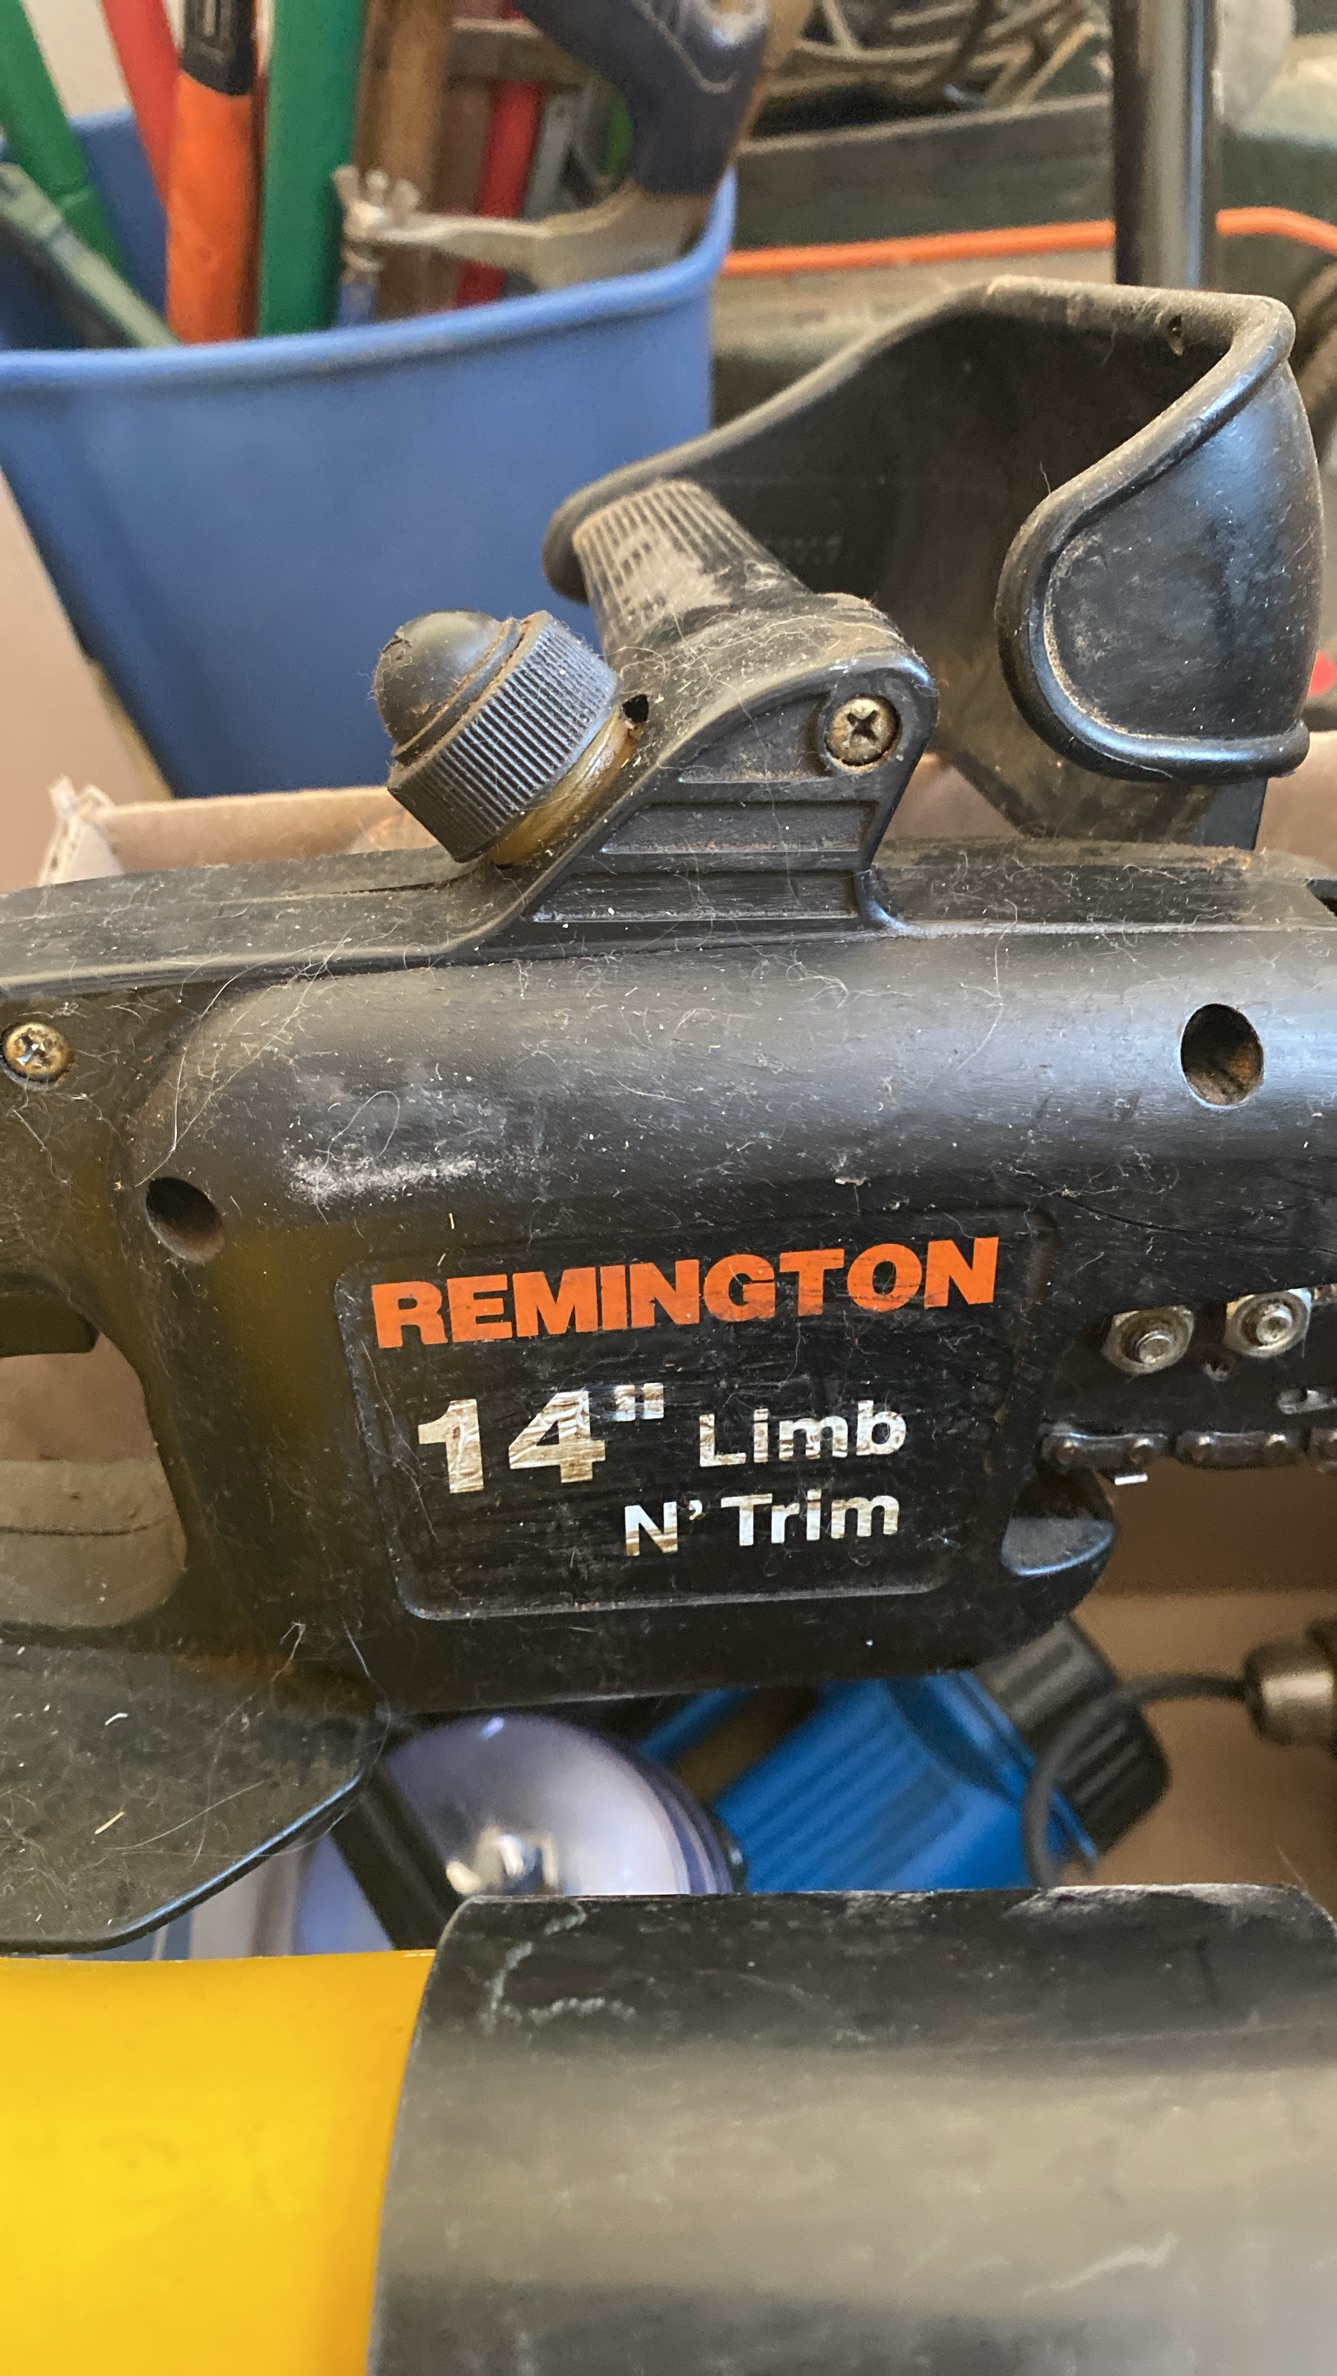 REMINGTON
14" Limb
N' Trim